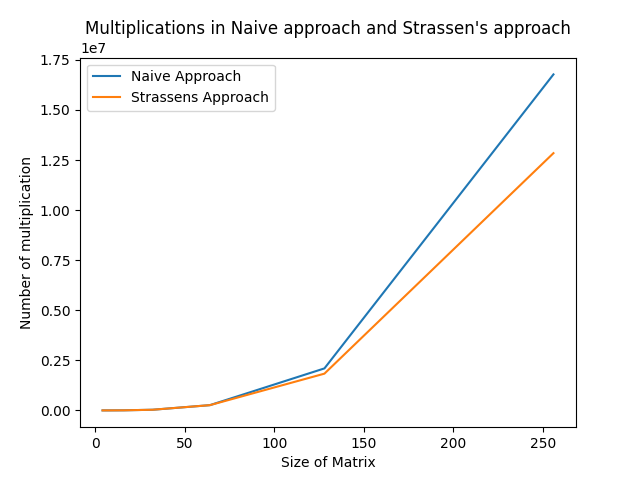 Multiplications in Naive approach and Strassen's approach
1e7
Naive Approach
Strassens Approach
1.75
1.50
1.25
1.00
0.75
0.50
0.25
0.00
Number of multiplication
0 50 100 150 200 250
Size of Matrix